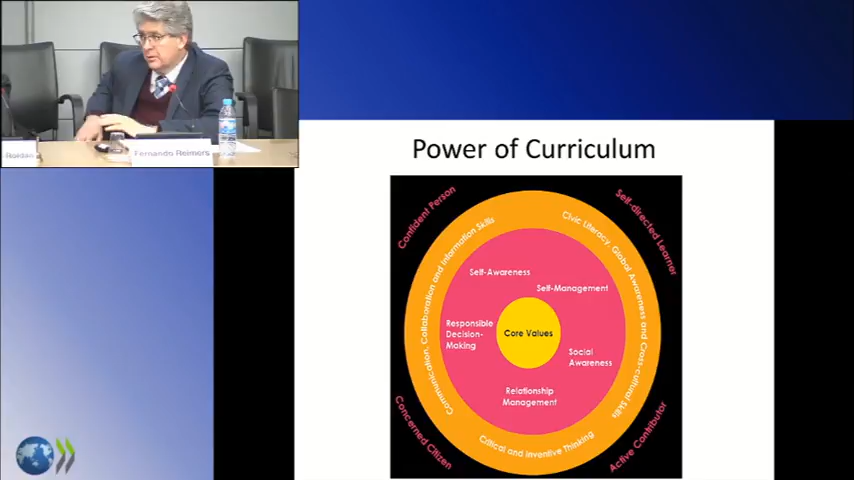 Riordan
Fernando Reimers
Power of Curriculum
Confident Person
Self-directed Learner
Communication, Collaboration and Information Skills
Civic Literacy, Global Awareness and Cross-cultural Skills
Self-Awareness
Self-Management
Responsible
Decision-
Making
Core Values
Social
Awareness
Relationship
Management
Critical and Inventive Thinking
Concerned Citizen
Active Contributor